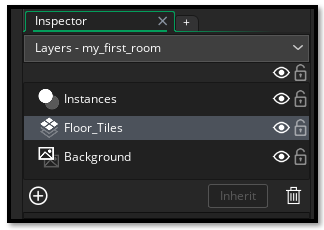 Inspector
Layers - my_first_room
Instances
Floor_Tiles
Background
Inherit